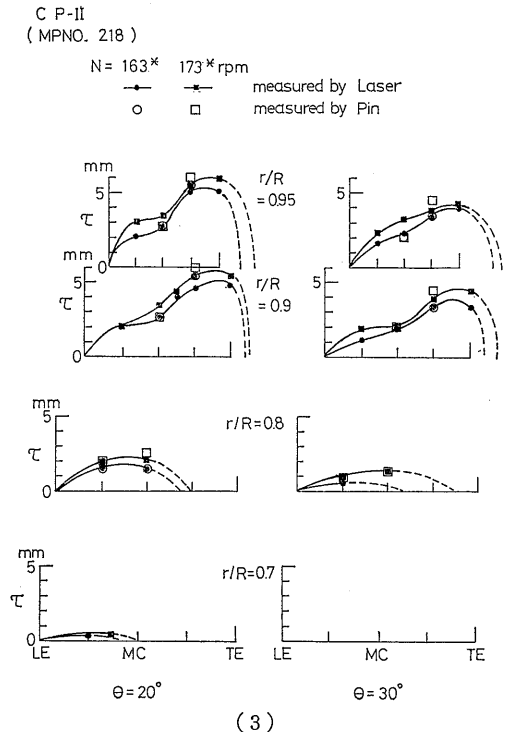 C P-II
( MPNO. 218 )
N = 163.* 173.* rpm
measured by Laser
measured by Pin
mm
5
τ
0
r/R
= 0.95
5
mm
5
τ
0
r/R
= 0.9
5
mm
5
τ
0
r/R=0.8
5
mm
5
τ
0
r/R=0.7
5
LE MC TE
LE MC TE
θ = 20° θ = 30°
( 3 )